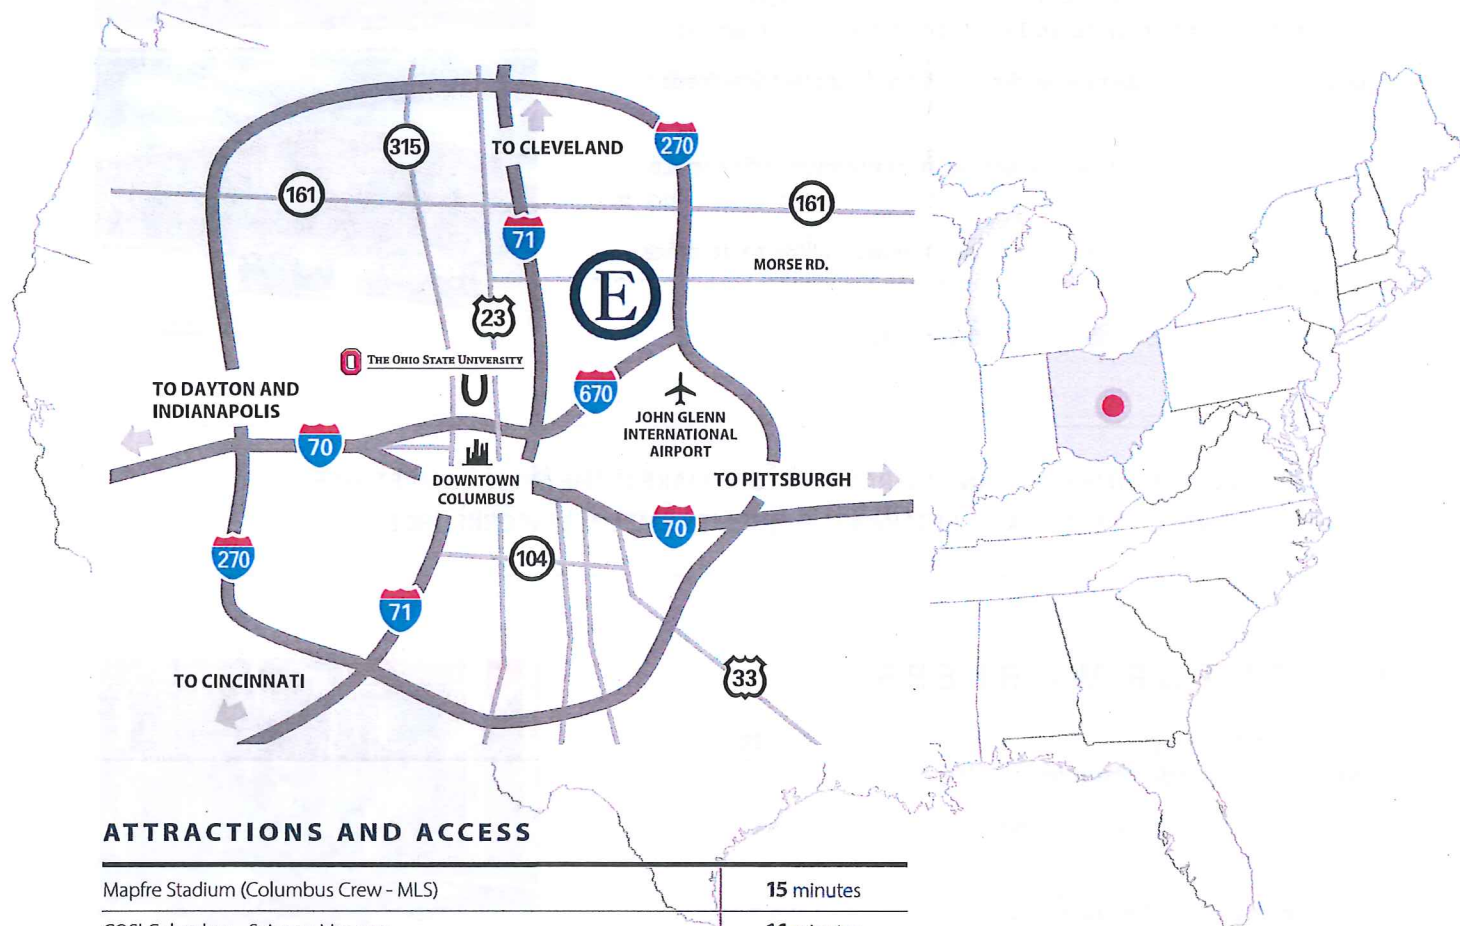 315
TO CLEVELAND
270
161
161
71
MORSE RD.
E
23
THE OHIO STATE UNIVERSITY
TO DAYTON AND
INDIANAPOLIS
670
JOHN GLENN
INTERNATIONAL
AIRPORT
70
DOWNTOWN
COLUMBUS
TO PITTSBURGH
70
270
104
71
TO CINCINNATI
33
ATTRACTIONS AND ACCESS
Mapfre Stadium (Columbus Crew - MLS) 15 minutes